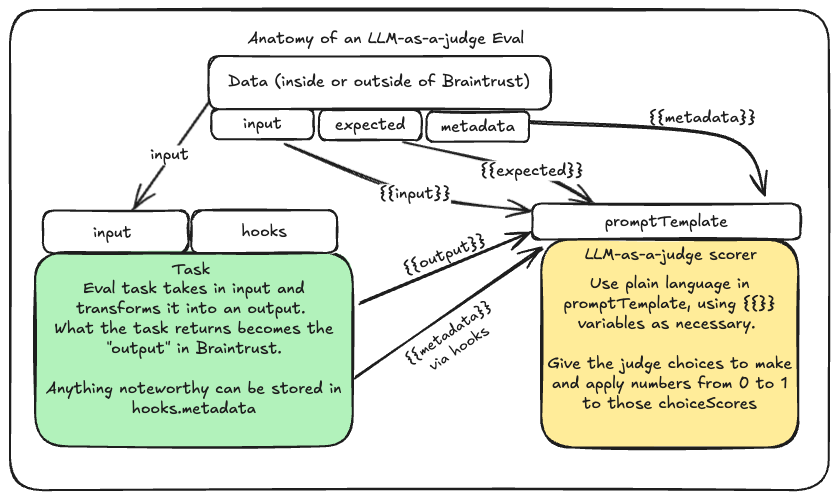 Anatomy of an LLM-as-a-judge Eval
Data (inside or outside of Braintrust)
input
expected
metadata
{{metadata}}
input
{{expected}}
{{input}}
input
hooks
promptTemplate
{{output}}
{{metadata}}
via hooks
Task
Eval task takes in input and
transforms it into an output.
What the task returns becomes the
"output" in Braintrust.
Anything noteworthy can be stored in
hooks.metadata
LLM-as-a-judge scorer
Use plain language in
promptTemplate, using {{}}
variables as necessary.
Give the judge choices to make
and apply numbers from 0 to 1
to those choiceScores